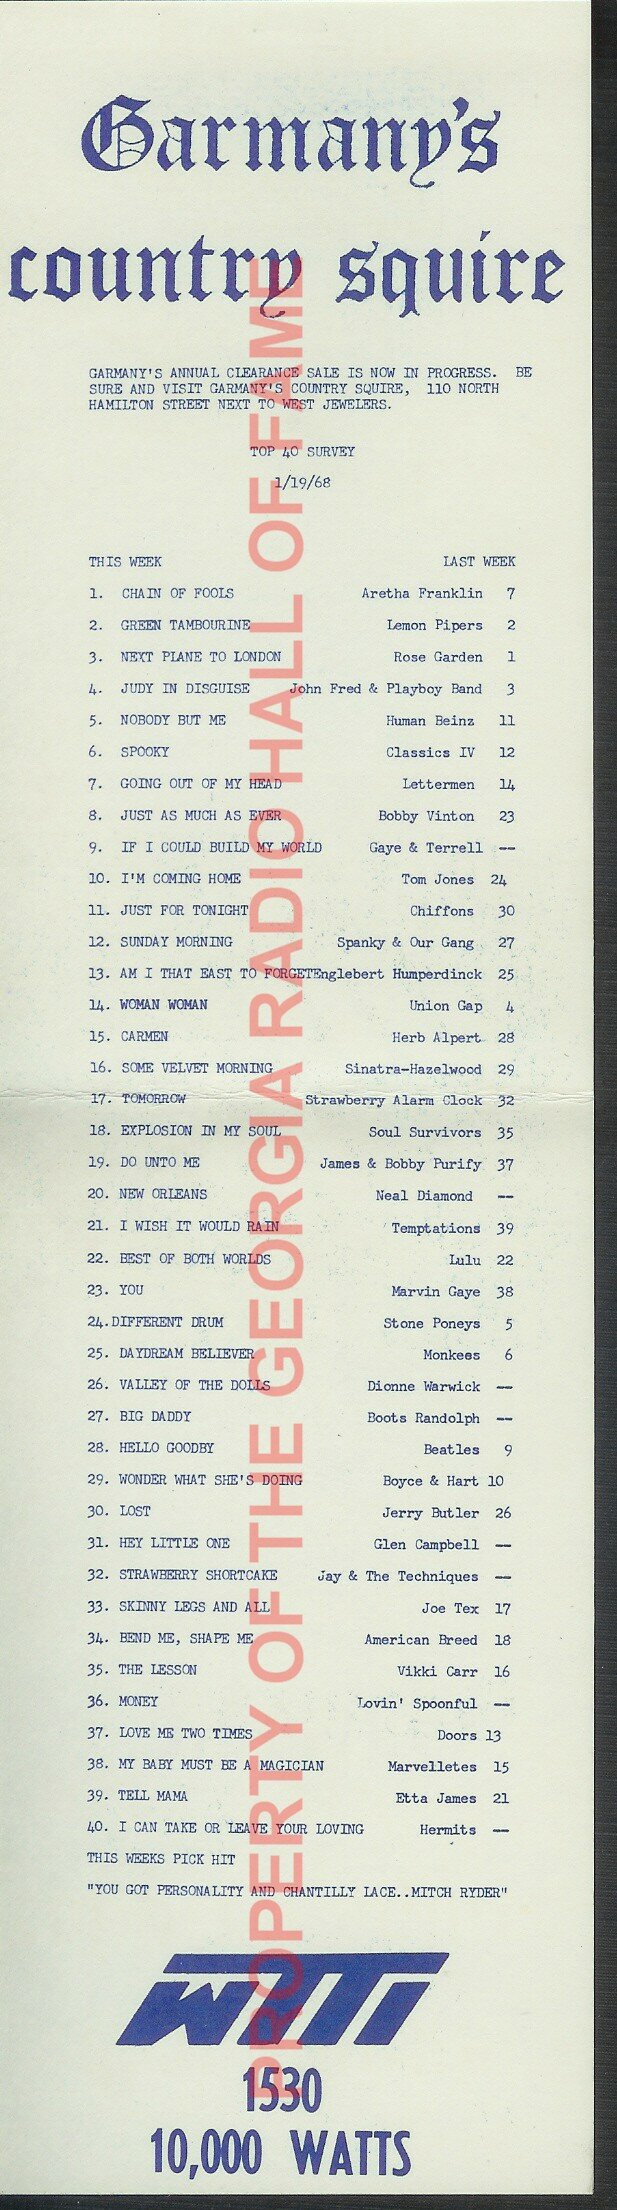 Garmany's
country squire
GARMANY'S ANNUAL CLEARANCE SALE IS NOW IN PROGRESS. BE
SURE AND VISIT GARMANY'S COUNTRY SQUIRE, 110 NORTH
HAMILTON STREET NEXT TO WEST JEWELERS.
TOP 40 SURVEY
1/19/68
THIS WEEK LAST WEEK
1. CHAIN OF FOOLS Aretha Franklin 7
2. GREEN TAMBOURINE Lemon Pipers 2
3. NEXT PLANE TO LONDON Rose Garden 1
4. JUDY IN DISGUISE John Fred & Playboy Band 3
5. NOBODY BUT ME Human Beinz 11
6. SPOOKY Classics IV 12
7. GOING OUT OF MY HEAD Lettermen 14
8. JUST AS MUCH AS EVER Bobby Vinton 23
9. IF I COULD BUILD MY WORLD Gaye & Terrell --
10. I'M COMING HOME Tom Jones 24
11. JUST FOR TONIGHT Chiffons 30
12. SUNDAY MORNING Spanky & Our Gang 27
13. AM I THAT EAST TO FORGETEnglebert Humperdinck 25
14. WOMAN WOMAN Union Gap 4
15. CARMEN Herb Alpert 28
16. SOME VELVET MORNING Sinatra-Hazelwood 29
17. TOMORROW Strawberry Alarm Clock 32
18. EXPLOSION IN MY SOUL Soul Survivors 35
19. DO UNTO ME James & Bobby Purify 37
20. NEW ORLEANS Neal Diamond --
21. I WISH IT WOULD RAIN Temptations 39
22. BEST OF BOTH WORLDS Lulu 22
23. YOU Marvin Gaye 38
24.DIFFERENT DRUM Stone Poneys 5
25. DAYDREAM BELIEVER Monkees 6
26. VALLEY OF THE DOLLS Dionne Warwick --
27. BIG DADDY Boots Randolph --
28. HELLO GOODBY Beatles 9
29. WONDER WHAT SHE'S DOING Boyce & Hart 10
30. LOST Jerry Butler 26
31. HEY LITTLE ONE Glen Campbell --
32. STRAWBERRY SHORTCAKE Jay & The Techniques --
33. SKINNY LEGS AND ALL Joe Tex 17
34. BEND ME, SHAPE ME American Breed 18
35. THE LESSON Vikki Carr 16
36. MONEY Lovin' Spoonful --
37. LOVE ME TWO TIMES Doors 13
38. MY BABY MUST BE A MAGICIAN Marvelletes 15
39. TELL MAMA Etta James 21
40. I CAN TAKE OR LEAVE YOUR LOVING Hermits --
THIS WEEKS PICK HIT
"YOU GOT PERSONALITY AND CHANTILLY LACE..MITCH RYDER"
WTTI
1530
10,000 WATTS
PROPERTY OF THE GEORGIA RADIO HALL OF FAME